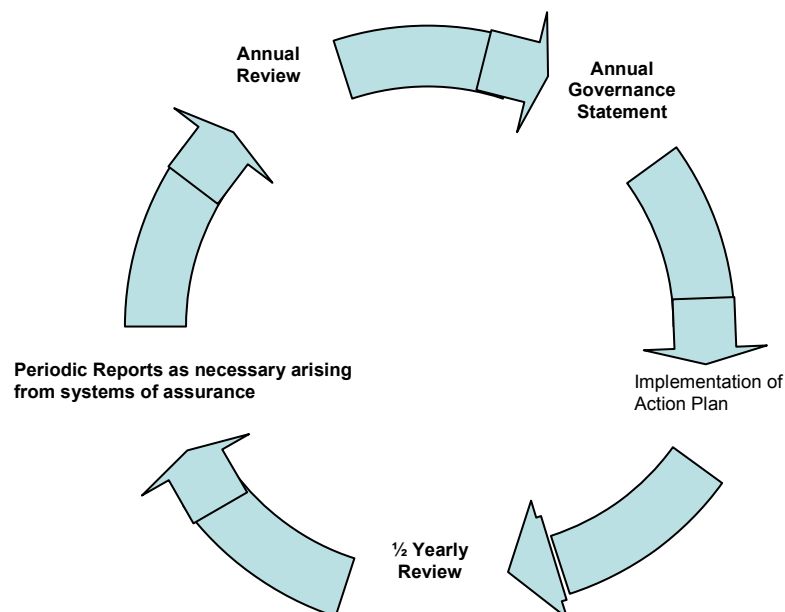 Annual
Review
Annual
Governance
Statement
Periodic Reports as necessary arising
from systems of assurance
Implementation of
Action Plan
½ Yearly
Review